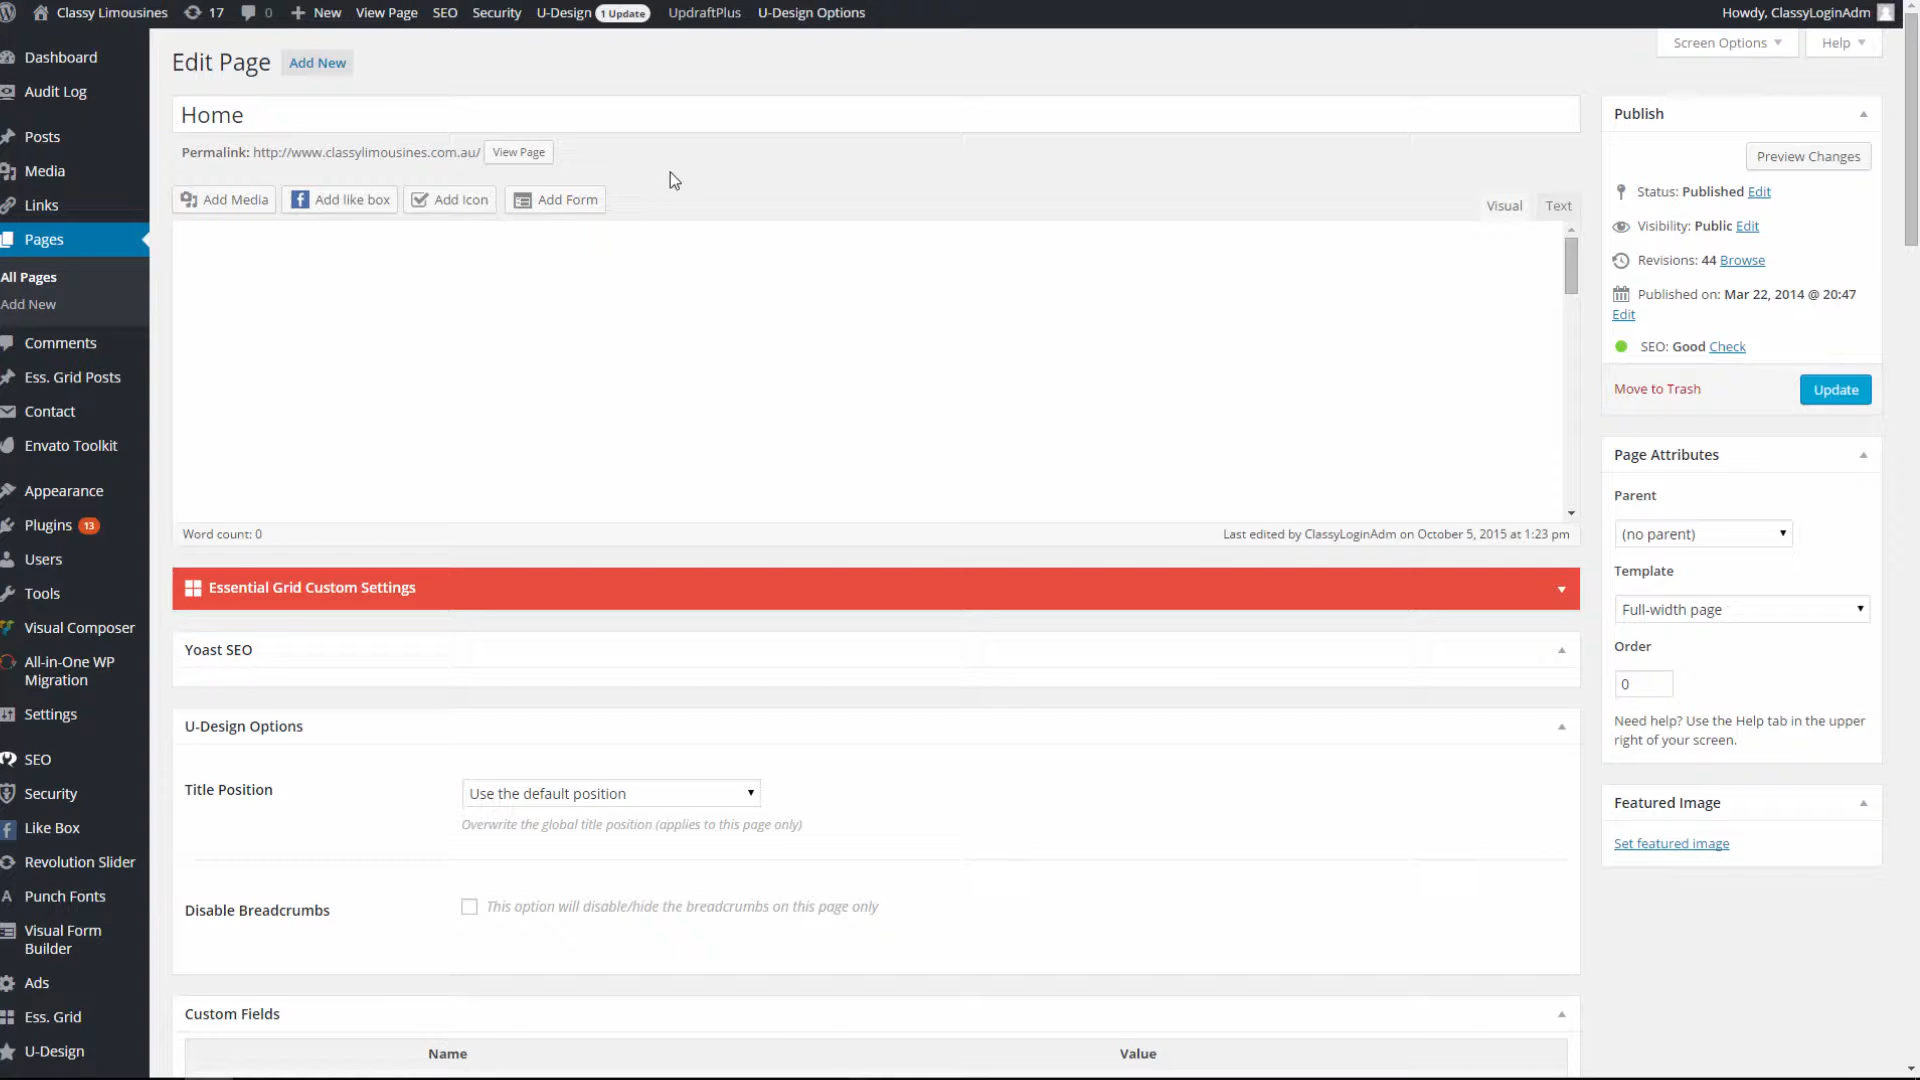 Classy Limousines 17 0 New View Page SEO Security U-Design 1 Update UpdraftPlus U-Design Options Howdy, ClassyLoginAdm
Screen Options Help
Dashboard
Audit Log
Posts
Media
Links
Pages
All Pages
Add New
Comments
Ess. Grid Posts
Contact
Envato Toolkit
Appearance
Plugins 13
Users
Tools
Visual Composer
All-in-One WP
Migration
Settings
SEO
Security
Like Box
Revolution Slider
Punch Fonts
Visual Form
Builder
Ads
Ess. Grid
U-Design
Edit Page Add New
Home
Permalink: http://www.classylimousines.com.au/ View Page
Add Media Add like box Add Icon Add Form Visual Text
Word count: 0 Last edited by ClassyLoginAdm on October 5, 2015 at 1:23 pm
Essential Grid Custom Settings
Yoast SEO
U-Design Options
Title Position Use the default position
Overwrite the global title position (applies to this page only)
Disable Breadcrumbs This option will disable/hide the breadcrumbs on this page only
Custom Fields
Name Value
Publish
Preview Changes
Status: Published Edit
Visibility: Public Edit
Revisions: 44 Browse
Published on: Mar 22, 2014 @ 20:47
Edit
SEO: Good Check
Move to Trash Update
Page Attributes
Parent
(no parent)
Template
Full-width page
Order
0
Need help? Use the Help tab in the upper
right of your screen.
Featured Image
Set featured image